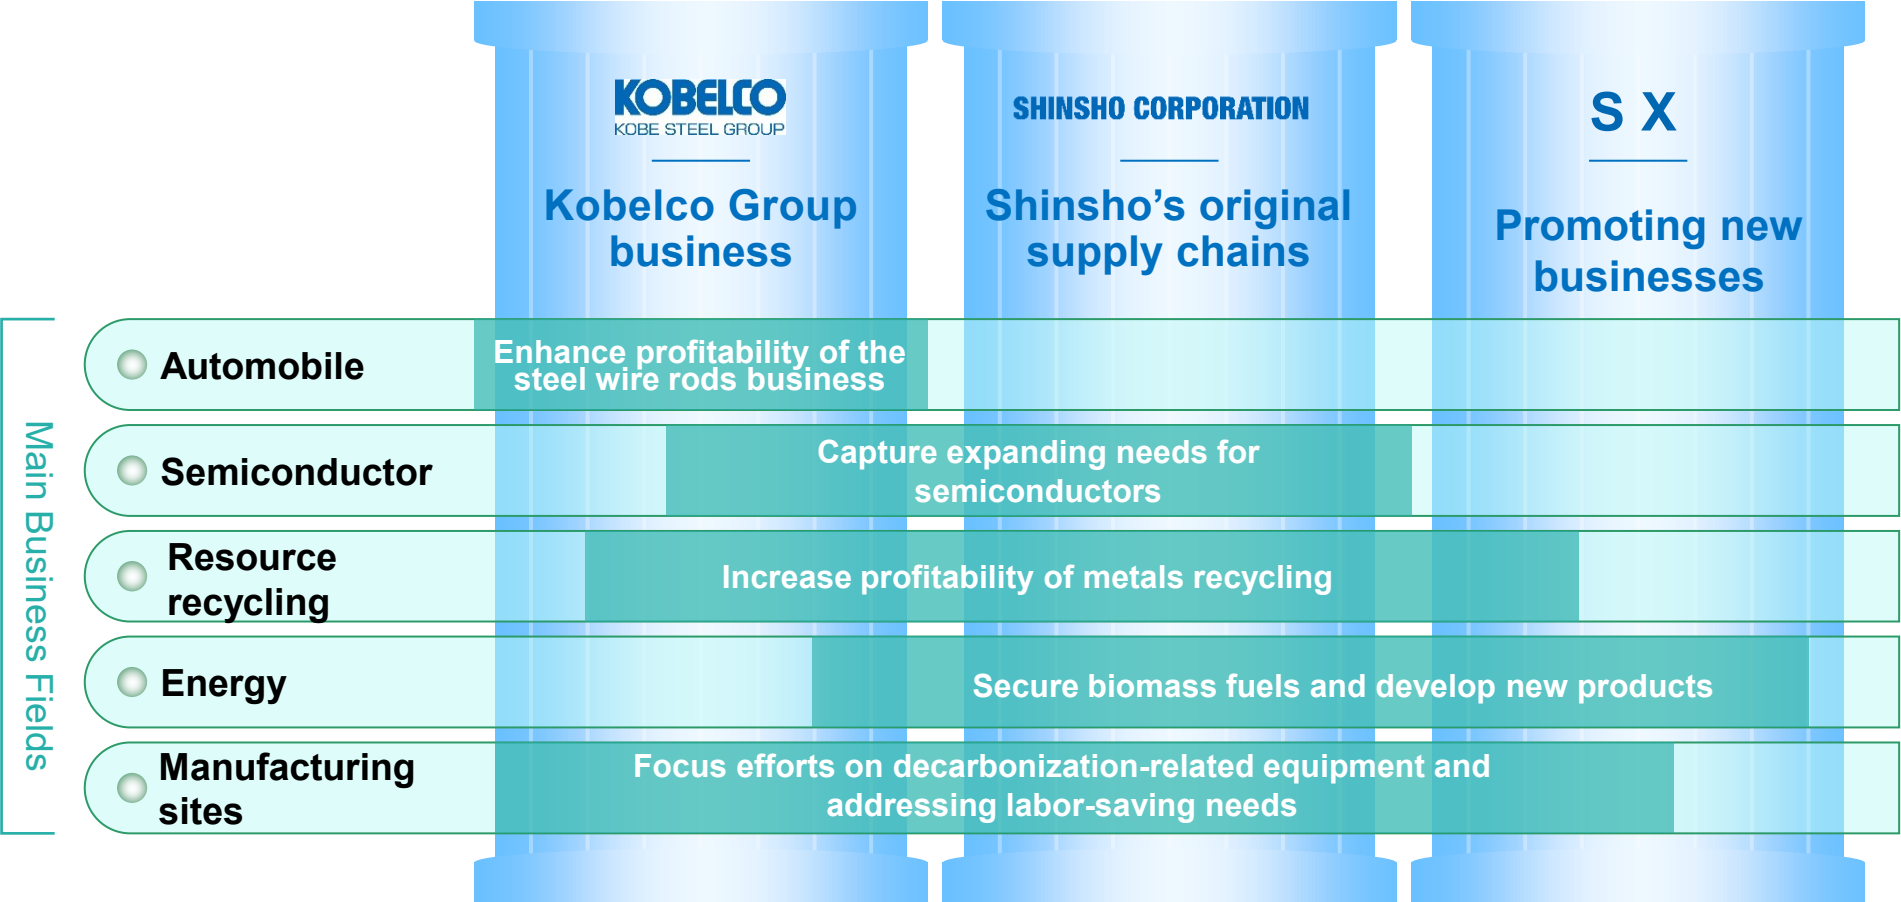 KOBELCO
KOBE STEEL GROUP
Kobelco Group
business
SHINSHO CORPORATION
Shinsho’s original
supply chains
S X
Promoting new
businesses
Main Business Fields
Automobile
Enhance profitability of the
steel wire rods business
Semiconductor
Capture expanding needs for
semiconductors
Resource
recycling
Increase profitability of metals recycling
Energy
Secure biomass fuels and develop new products
Manufacturing
sites
Focus efforts on decarbonization-related equipment and
addressing labor-saving needs